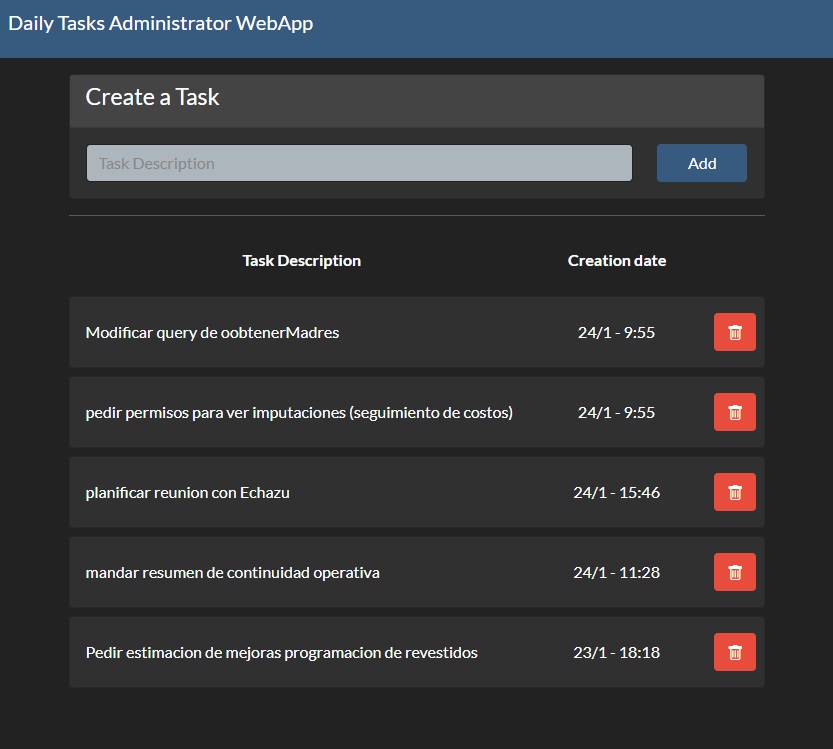 Daily Tasks Administrator WebApp
Create a Task
Task Description
Add
Task Description Creation date
Modificar query de oobtenerMadres 24/1 - 9:55
pedir permisos para ver imputaciones (seguimiento de costos) 24/1 - 9:55
planificar reunion con Echazu 24/1 - 15:46
mandar resumen de continuidad operativa 24/1 - 11:28
Pedir estimacion de mejoras programacion de revestidos 23/1 - 18:18